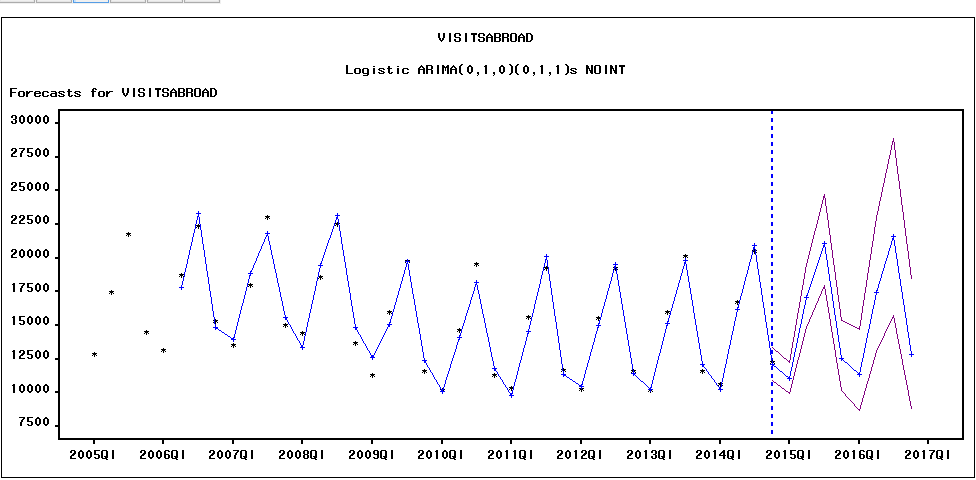 VISITSABROAD
Logistic ARIMA(0,1,0)(0,1,1)s NOINT
Forecasts for VISITSABROAD
30000
27500
25000
22500
20000
17500
15000
12500
10000
7500
2005Q1 2006Q1 2007Q1 2008Q1 2009Q1 2010Q1 2011Q1 2012Q1 2013Q1 2014Q1 2015Q1 2016Q1 2017Q1